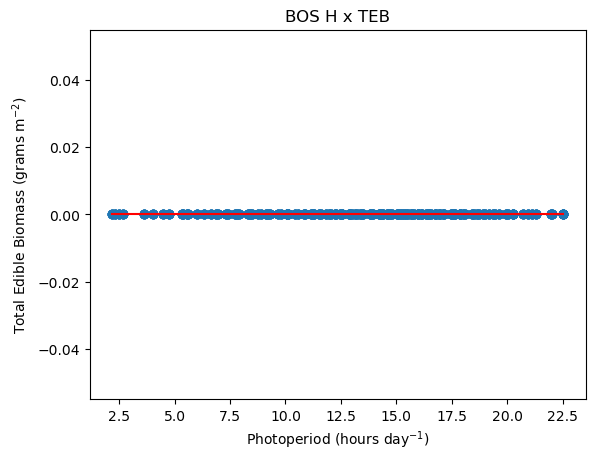 BOS H x TEB
Total Edible Biomass (grams m⁻²)
0.04
0.02
0.00
−0.02
−0.04
2.5 5.0 7.5 10.0 12.5 15.0 17.5 20.0 22.5
Photoperiod (hours day⁻¹)